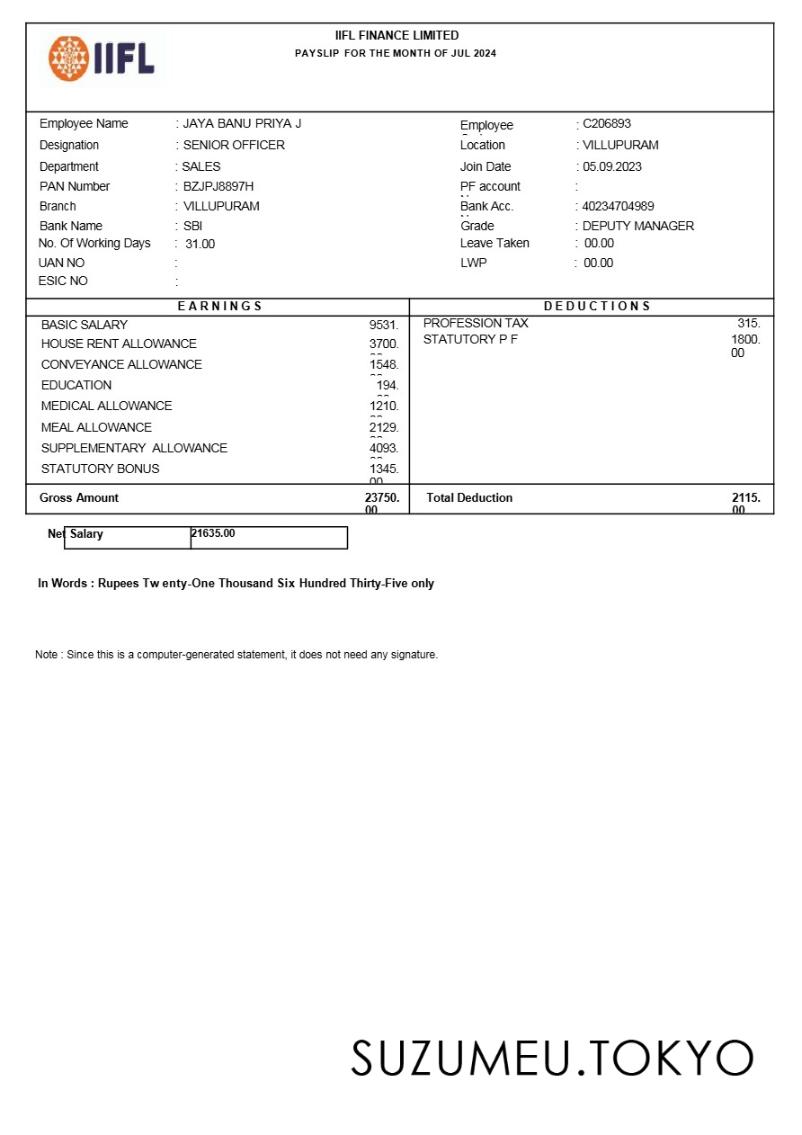 IIFL
IIFL FINANCE LIMITED
PAYSLIP FOR THE MONTH OF JUL 2024
Employee Name : JAYA BANU PRIYA J Employee : C206893
Designation : SENIOR OFFICER Location : VILLUPURAM
Department : SALES Join Date : 05.09.2023
PAN Number : BZJPJ8897H PF account :
Branch : VILLUPURAM Bank Acc. : 40234704989
Bank Name : SBI Grade : DEPUTY MANAGER
No. Of Working Days : 31.00 Leave Taken : 00.00
UAN NO : LWP : 00.00
ESIC NO :
EARNINGS DEDUCTIONS
BASIC SALARY 9531. PROFESSION TAX 315.
HOUSE RENT ALLOWANCE 3700. STATUTORY P F 1800.
00
CONVEYANCE ALLOWANCE 1548.
EDUCATION 194.
MEDICAL ALLOWANCE 1210.
MEAL ALLOWANCE 2129.
SUPPLEMENTARY ALLOWANCE 4093.
STATUTORY BONUS 1345.
00
Gross Amount 23750. Total Deduction 2115.
00 00
Net Salary 21635.00
In Words : Rupees Tw enty-One Thousand Six Hundred Thirty-Five only
Note : Since this is a computer-generated statement, it does not need any signature.
SUZUMEU.TOKYO